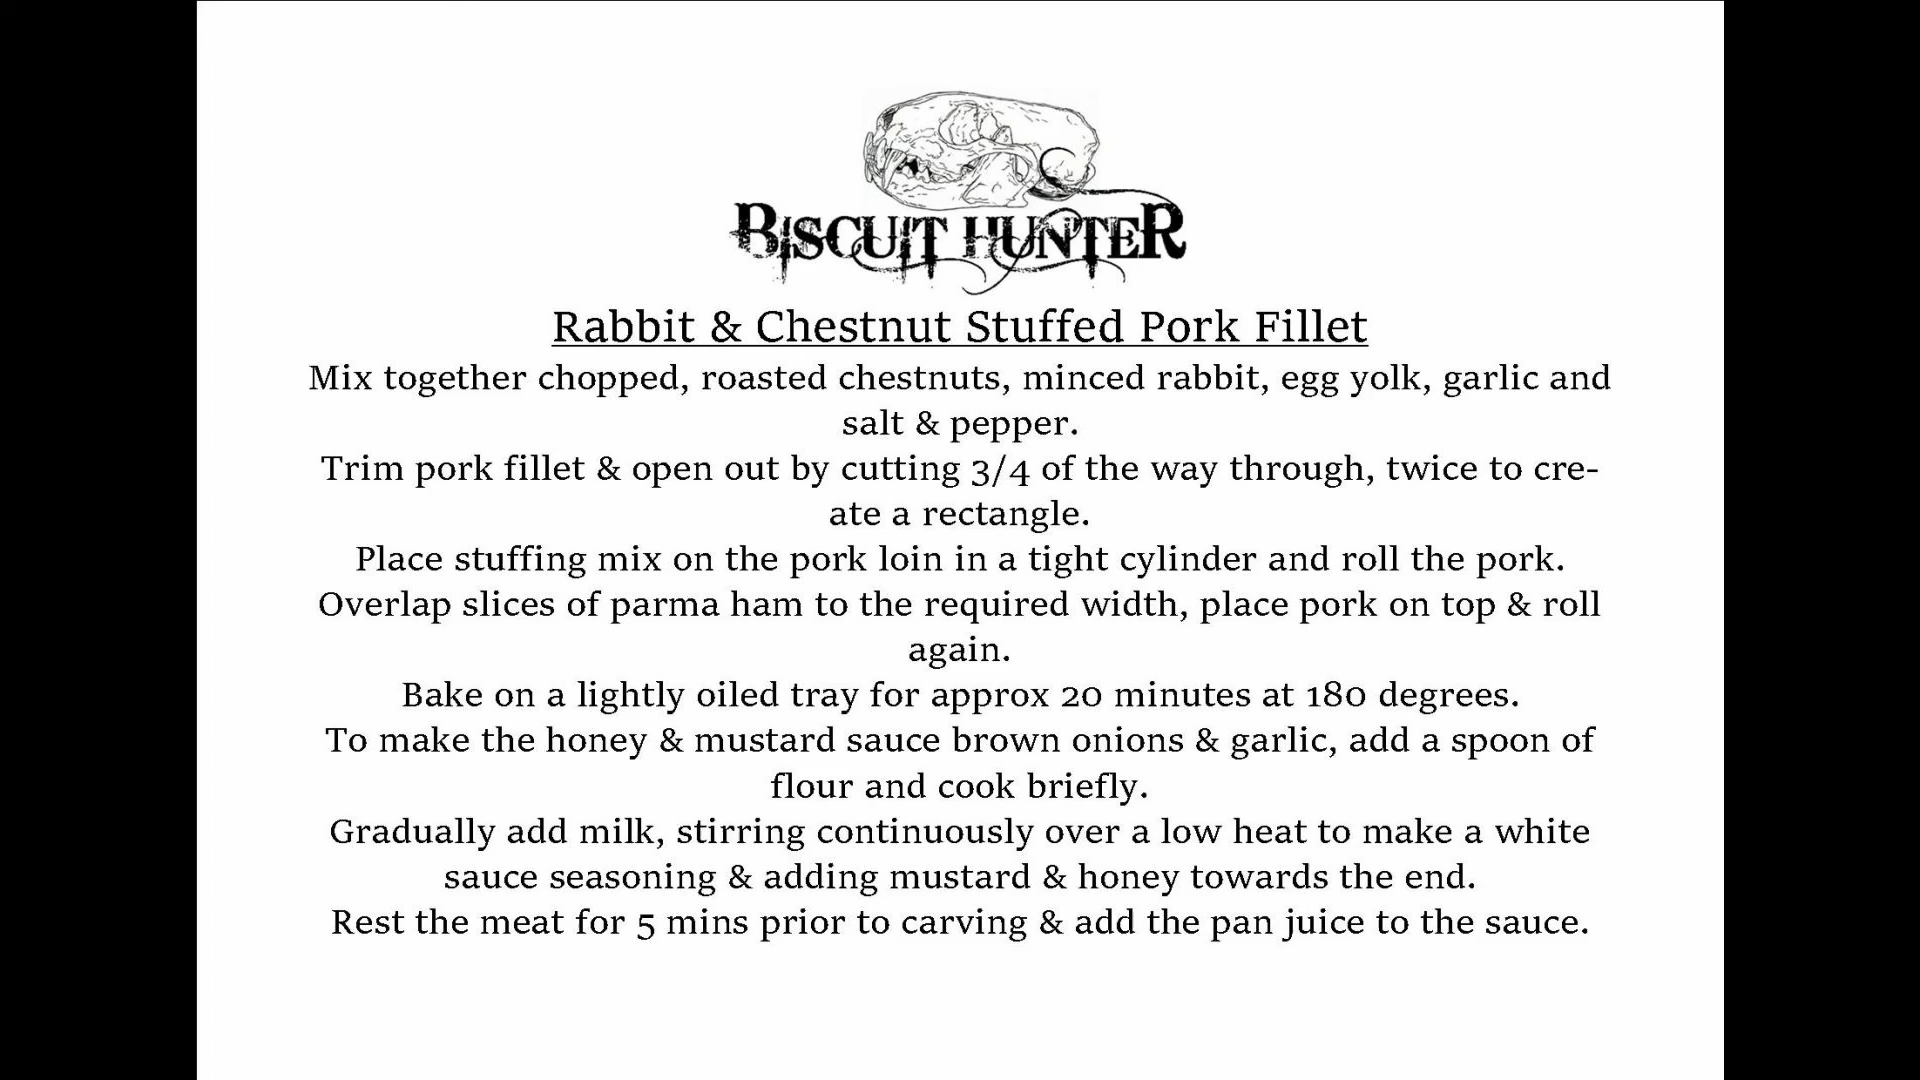 BISCUIT HUNTER
Rabbit & Chestnut Stuffed Pork Fillet
Mix together chopped, roasted chestnuts, minced rabbit, egg yolk, garlic and
salt & pepper.
Trim pork fillet & open out by cutting 3/4 of the way through, twice to cre-
ate a rectangle.
Place stuffing mix on the pork loin in a tight cylinder and roll the pork.
Overlap slices of parma ham to the required width, place pork on top & roll
again.
Bake on a lightly oiled tray for approx 20 minutes at 180 degrees.
To make the honey & mustard sauce brown onions & garlic, add a spoon of
flour and cook briefly.
Gradually add milk, stirring continuously over a low heat to make a white
sauce seasoning & adding mustard & honey towards the end.
Rest the meat for 5 mins prior to carving & add the pan juice to the sauce.